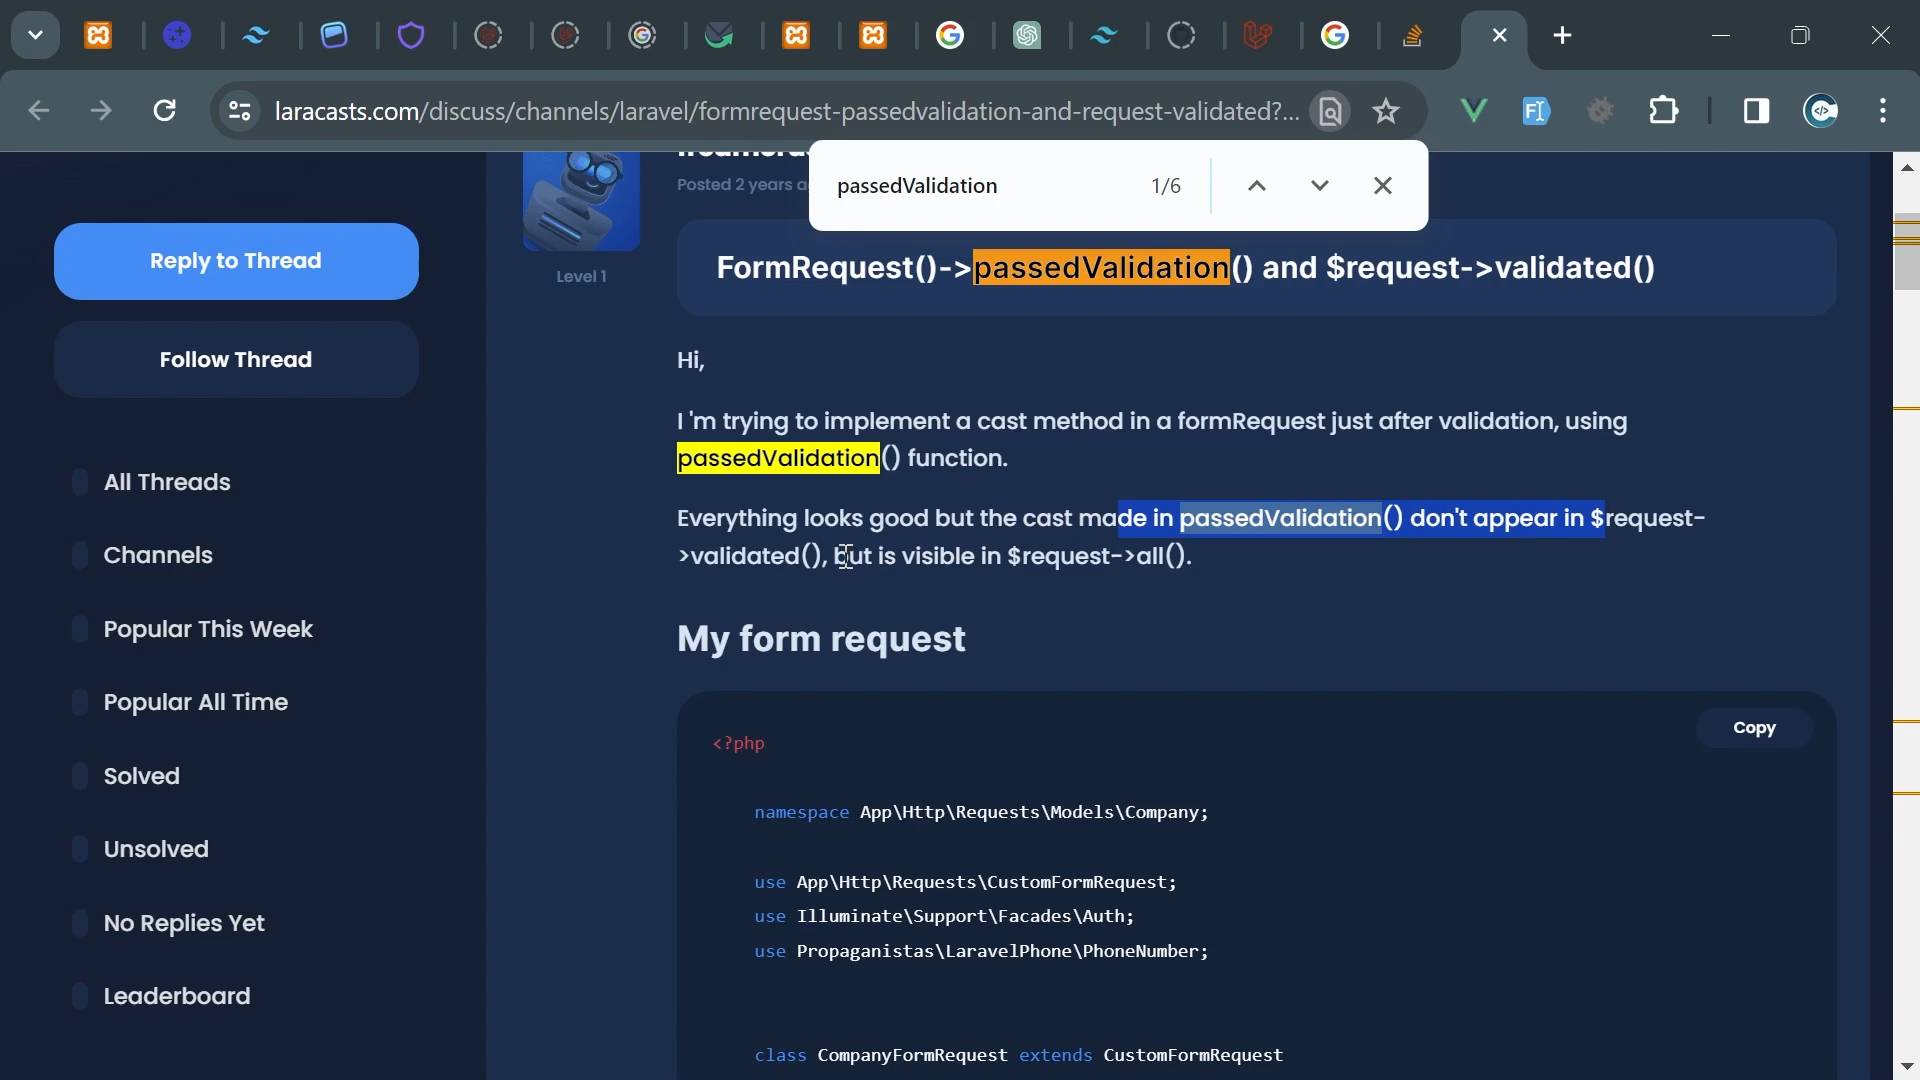 laracasts.com/discuss/channels/laravel/formrequest-passedvalidation-and-request-validated?...
passedValidation 1/6
Posted 2 years
Level 1
FormRequest()->passedValidation() and $request->validated()
Reply to Thread
Follow Thread
All Threads
Channels
Popular This Week
Popular All Time
Solved
Unsolved
No Replies Yet
Leaderboard
Hi,
I 'm trying to implement a cast method in a formRequest just after validation, using
passedValidation() function.
Everything looks good but the cast made in passedValidation() don't appear in $request-
>validated(), but is visible in $request->all().
My form request
Copy
<?php
namespace App\Http\Requests\Models\Company;
use App\Http\Requests\CustomFormRequest;
use Illuminate\Support\Facades\Auth;
use Propaganistas\LaravelPhone\PhoneNumber;
class CompanyFormRequest extends CustomFormRequest